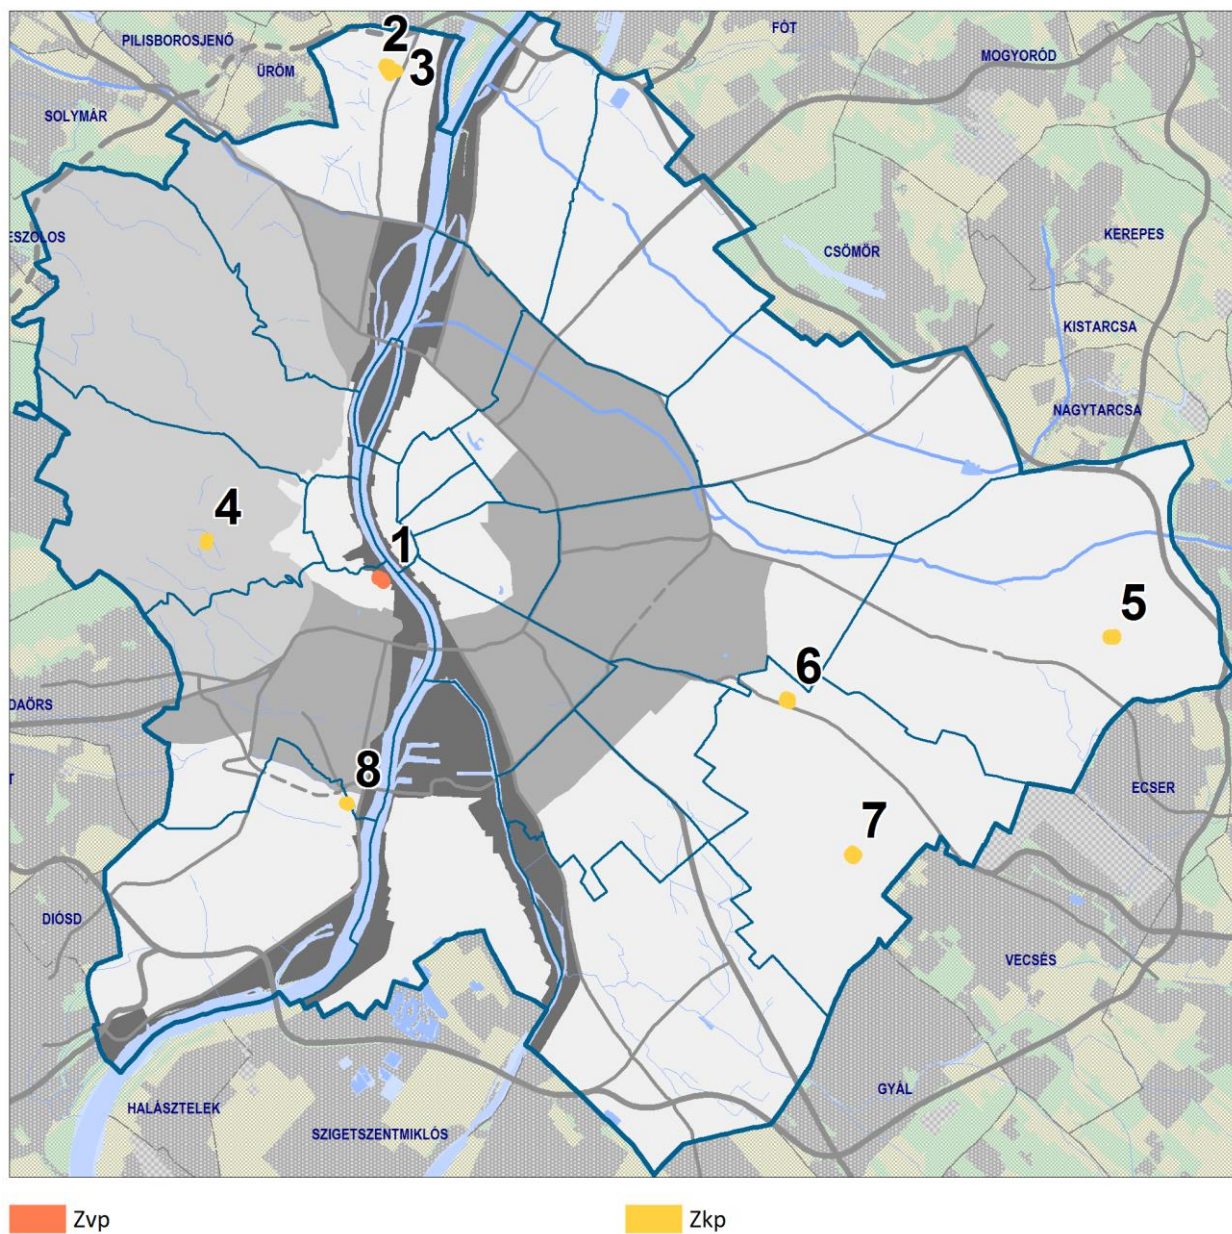 FÓT
PILISBOROSJENŐ
2
MOGYORÓD
3
ÜRÖM
SOLYMÁR
KEREPES
ESZOLOS
CSÖMÖR
KISTARCSA
NAGYTARCSA
4
1
5
6
DAÖRS
8
ECSER
7
DIÓSD
VECSÉS
GYÁL
HALÁSZTELEK
SZIGETSZENTMIKLÓS
Zvp
Zkp